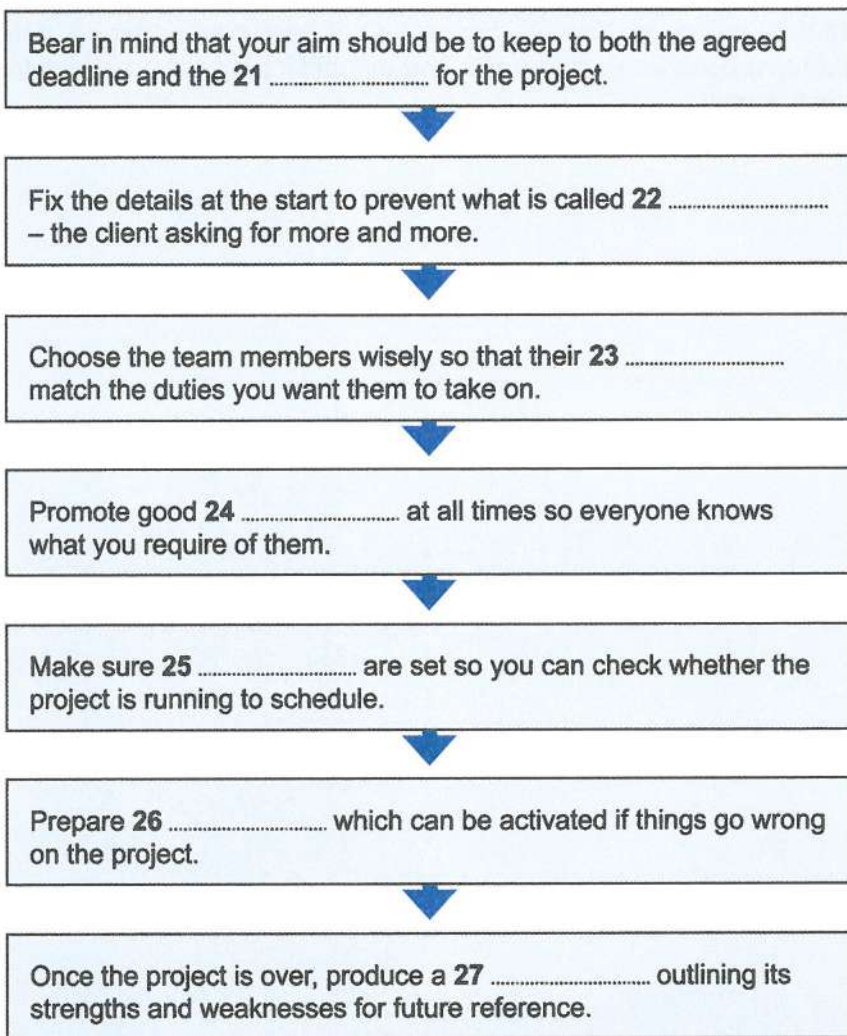 Bear in mind that your aim should be to keep to both the agreed
deadline and the 21 .............................. for the project.
Fix the details at the start to prevent what is called 22 ..............................
– the client asking for more and more.
Choose the team members wisely so that their 23 ..............................
match the duties you want them to take on.
Promote good 24 .............................. at all times so everyone knows
what you require of them.
Make sure 25 .............................. are set so you can check whether the
project is running to schedule.
Prepare 26 .............................. which can be activated if things go wrong
on the project.
Once the project is over, produce a 27 .............................. outlining its
strengths and weaknesses for future reference.